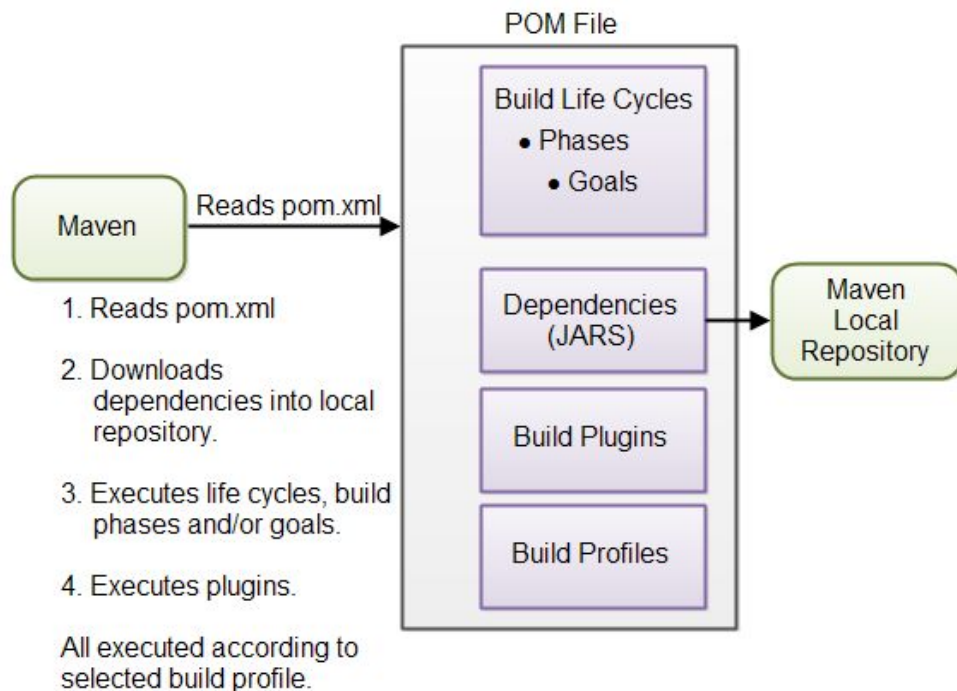 POM File
Build Life Cycles
• Phases
• Goals
Maven
Reads pom.xml
Dependencies
(JARS)
Maven
Local
Repository
Build Plugins
Build Profiles
1. Reads pom.xml
2. Downloads
dependencies into local
repository.
3. Executes life cycles, build
phases and/or goals.
4. Executes plugins.
All executed according to
selected build profile.